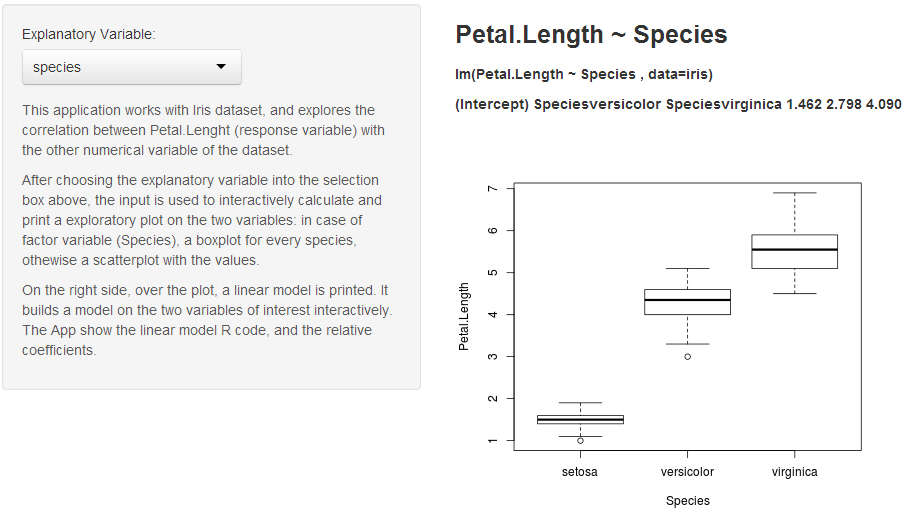 Explanatory Variable:
species
This application works with Iris dataset, and explores the
correlation between Petal.Lenght (response variable) with
the other numerical variable of the dataset.
After choosing the explanatory variable into the selection
box above, the input is used to interactively calculate and
print a exploratory plot on the two variables: in case of
factor variable (Species), a boxplot for every species,
othewise a scatterplot with the values.
On the right side, over the plot, a linear model is printed. It
builds a model on the two variables of interest interactively.
The App show the linear model R code, and the relative
coefficients.
Petal.Length ~ Species
lm(Petal.Length ~ Species , data=iris)
(Intercept) Speciesversicolor Speciesvirginica 1.462 2.798 4.090
Petal.Length
7
6
5
4
3
2
1
setosa versicolor virginica
Species